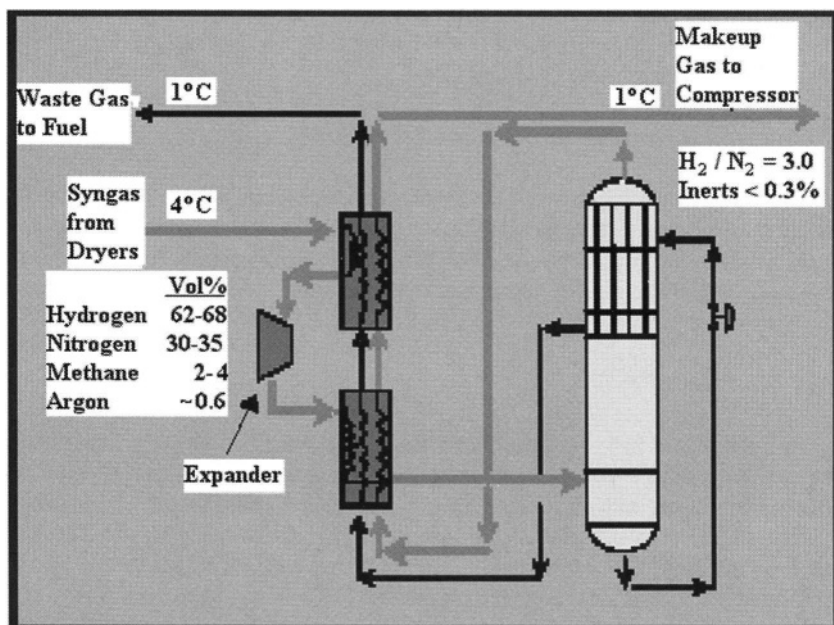 Makeup
Gas to
Compressor
1°C
1°C
Waste Gas
to Fuel
H₂ / N₂ = 3.0
Inerts < 0.3%
Syngas
from
Dryers
4°C
Vol%
Hydrogen 62-68
Nitrogen 30-35
Methane 2-4
Argon ~0.6
Expander